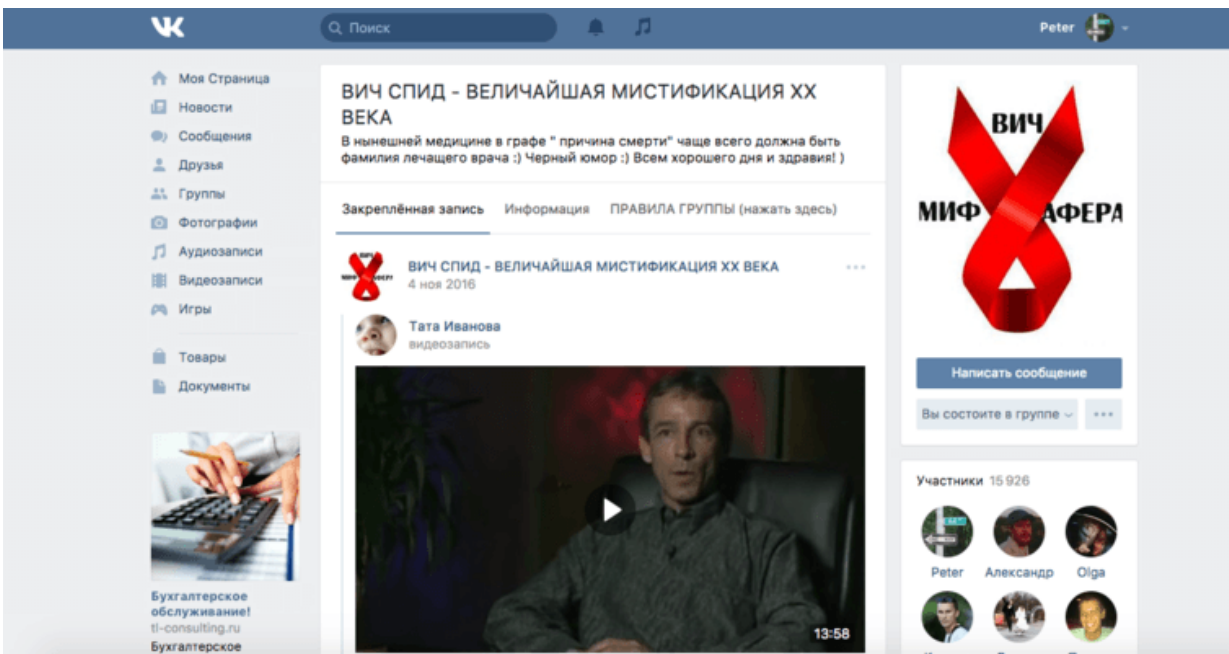 VK
Поиск
Peter
Моя Страница
Новости
Сообщения
Друзья
Группы
Фотографии
Аудиозаписи
Видеозаписи
Игры
Товары
Документы
Бухгалтерское
обслуживание!
tl-consulting.ru
Бухгалтерское
ВИЧ СПИД - ВЕЛИЧАЙШАЯ МИСТИФИКАЦИЯ XX
ВЕКА
В нынешней медицине в графе " причина смерти" чаще всего должна быть
фамилия лечащего врача :) Черный юмор :) Всем хорошего дня и здравия! )
Закреплённая запись Информация ПРАВИЛА ГРУППЫ (нажать здесь)
ВИЧ СПИД - ВЕЛИЧАЙШАЯ МИСТИФИКАЦИЯ XX ВЕКА
4 ноя 2016
Тата Иванова
видеозапись
13:58
ВИЧ
МИФ АФЕРА
Написать сообщение
Вы состоите в группе
Участники 15 926
Peter Александр Olga